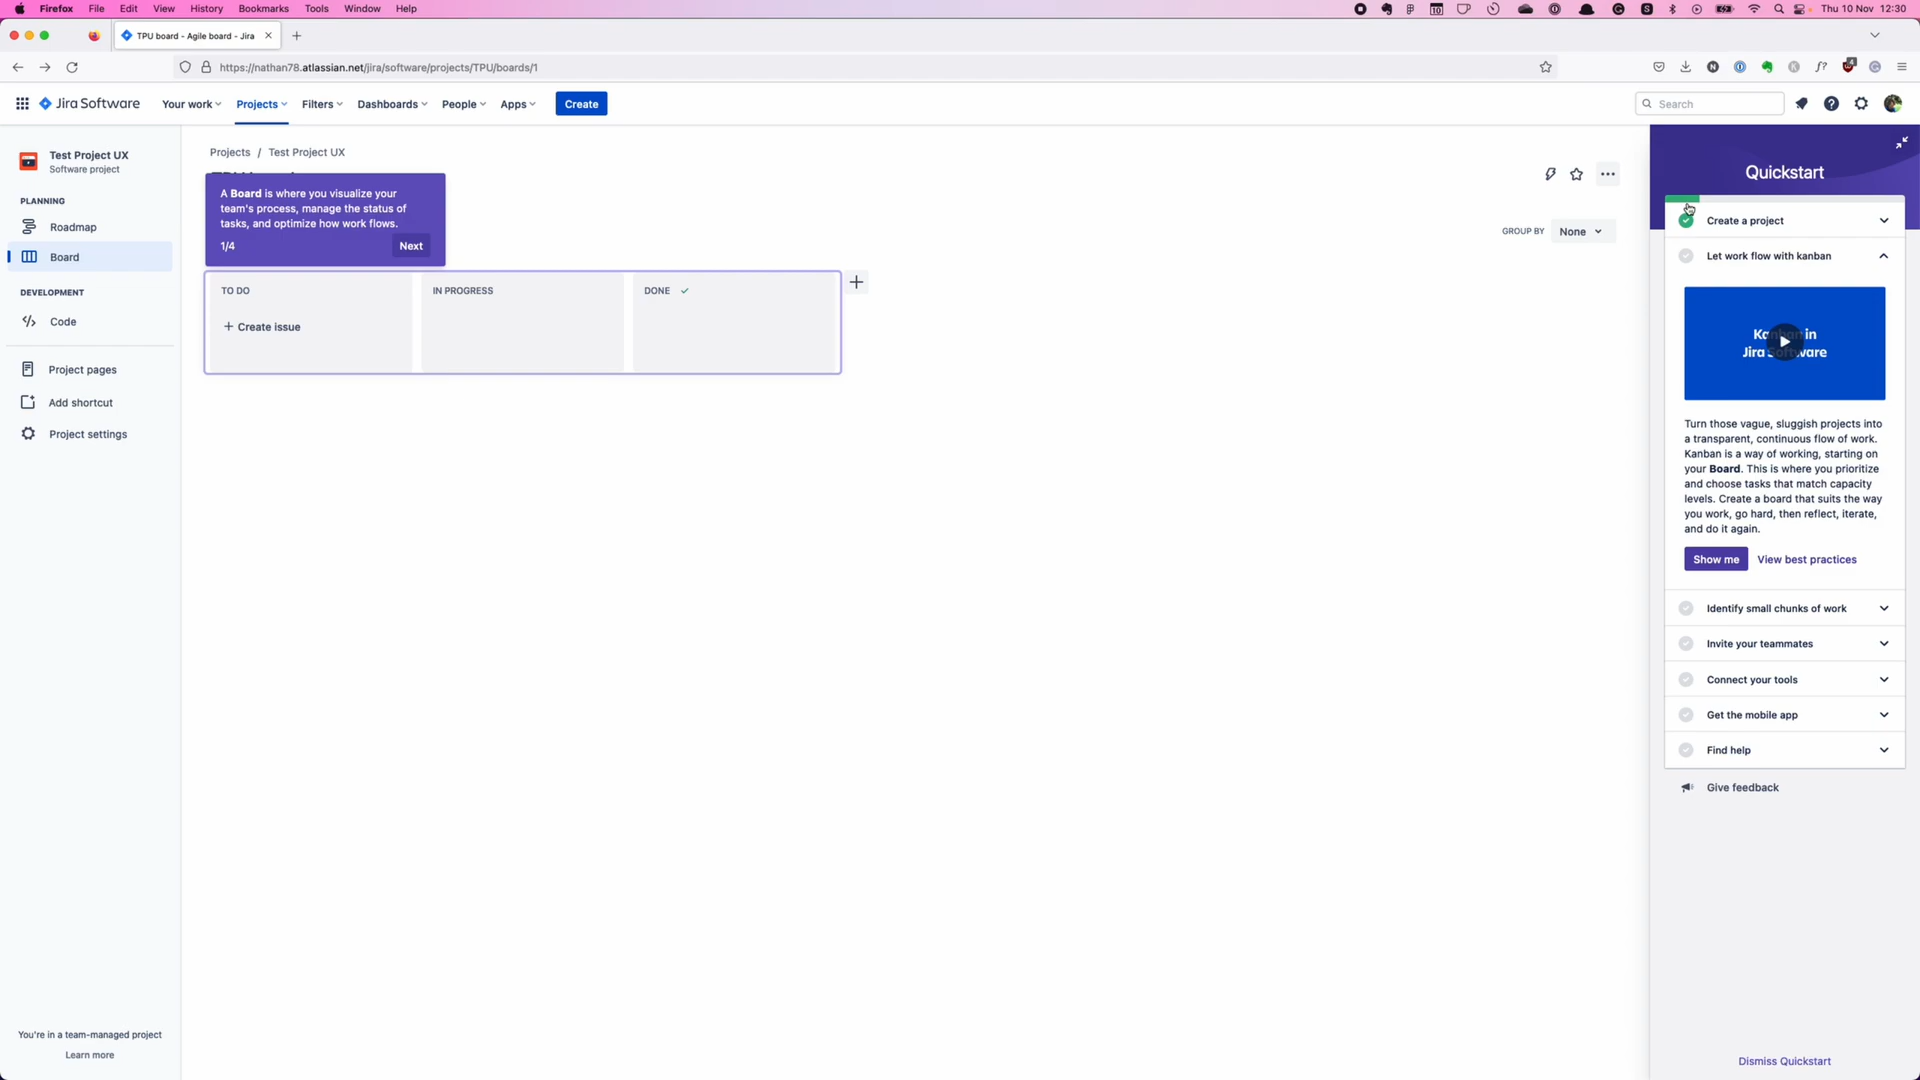 Firefox File Edit View History Bookmarks Tools Window Help
10
Thu 10 Nov 12:30
TPU board - Agile board - Jira
https://nathan78.atlassian.net/jira/software/projects/TPU/boards/1
Jira Software Your work Projects Filters Dashboards People Apps Create Search
Test Project UX
Software project
PLANNING
Roadmap
Board
DEVELOPMENT
Code
Project pages
Add shortcut
Project settings
You're in a team-managed project
Learn more
Projects / Test Project UX
A Board is where you visualize your
team's process, manage the status of
tasks, and optimize how work flows.
1/4 Next
GROUP BY None
TO DO IN PROGRESS DONE
+ Create issue
Quickstart
Create a project
Let work flow with kanban
Kanban in
Jira Software
Turn those vague, sluggish projects into
a transparent, continuous flow of work.
Kanban is a way of working, starting on
your Board. This is where you prioritize
and choose tasks that match capacity
levels. Create a board that suits the way
you work, go hard, then reflect, iterate,
and do it again.
Show me View best practices
Identify small chunks of work
Invite your teammates
Connect your tools
Get the mobile app
Find help
Give feedback
Dismiss Quickstart